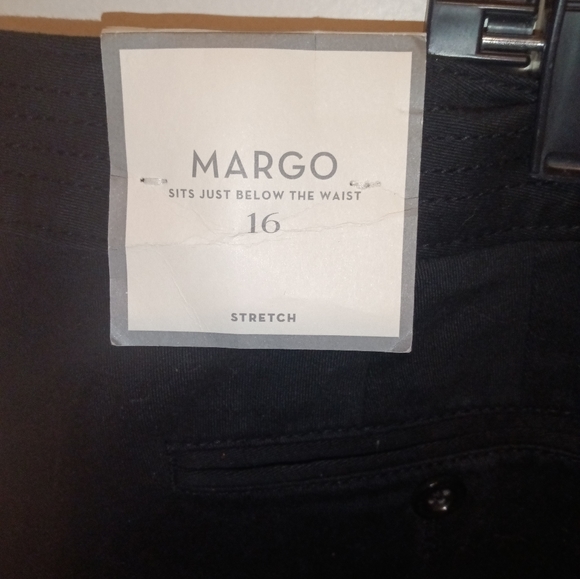 MARGO
SITS JUST BELOW THE WAIST
16
STRETCH